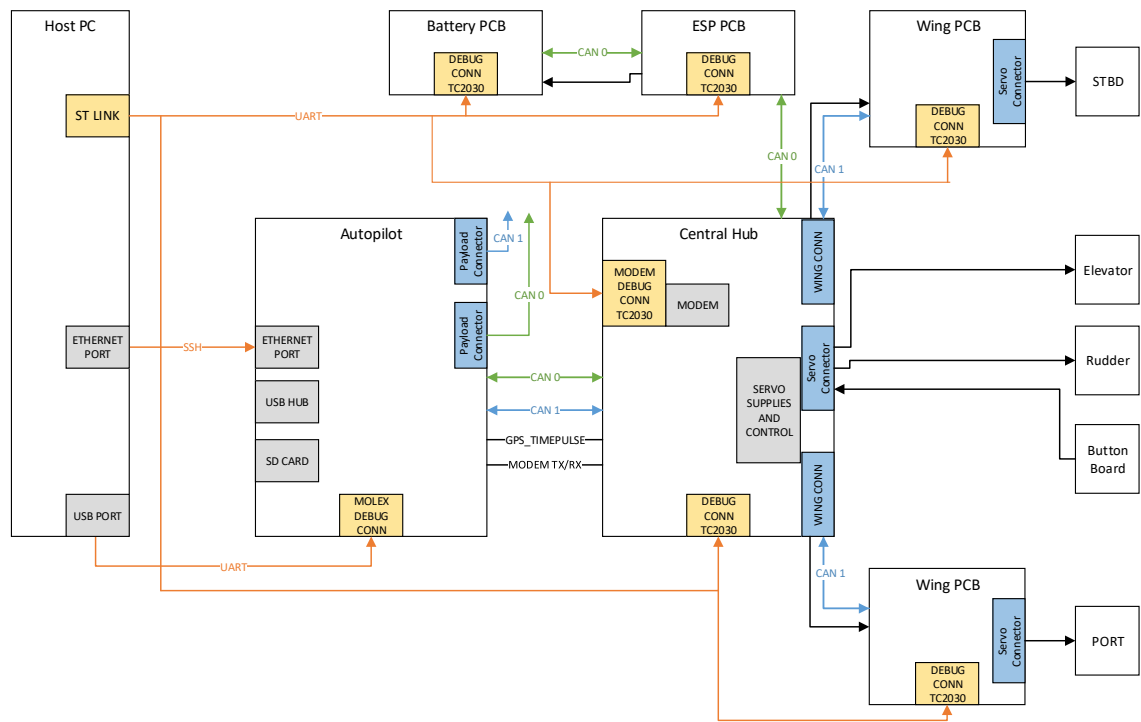 Host PC
ST LINK
ETHERNET
PORT
USB PORT
UART
SSH
UART
Battery PCB
DEBUG
CONN
TC2030
CAN 0
ESP PCB
DEBUG
CONN
TC2030
CAN 0
Wing PCB
Servo
Connector
DEBUG
CONN
TC2030
CAN 1
STBD
Autopilot
Payload
Connector
CAN 1
Payload
Connector
CAN 0
ETHERNET
PORT
USB HUB
SD CARD
MOLEX
DEBUG
CONN
CAN 0
CAN 1
GPS_TIMEPULSE
MODEM TX/RX
Central Hub
WING CONN
MODEM
DEBUG
CONN
TC2030
MODEM
Servo
Connector
SERVO
SUPPLIES
AND
CONTROL
WING CONN
DEBUG
CONN
TC2030
Elevator
Rudder
Button
Board
CAN 1
Wing PCB
Servo
Connector
DEBUG
CONN
TC2030
PORT